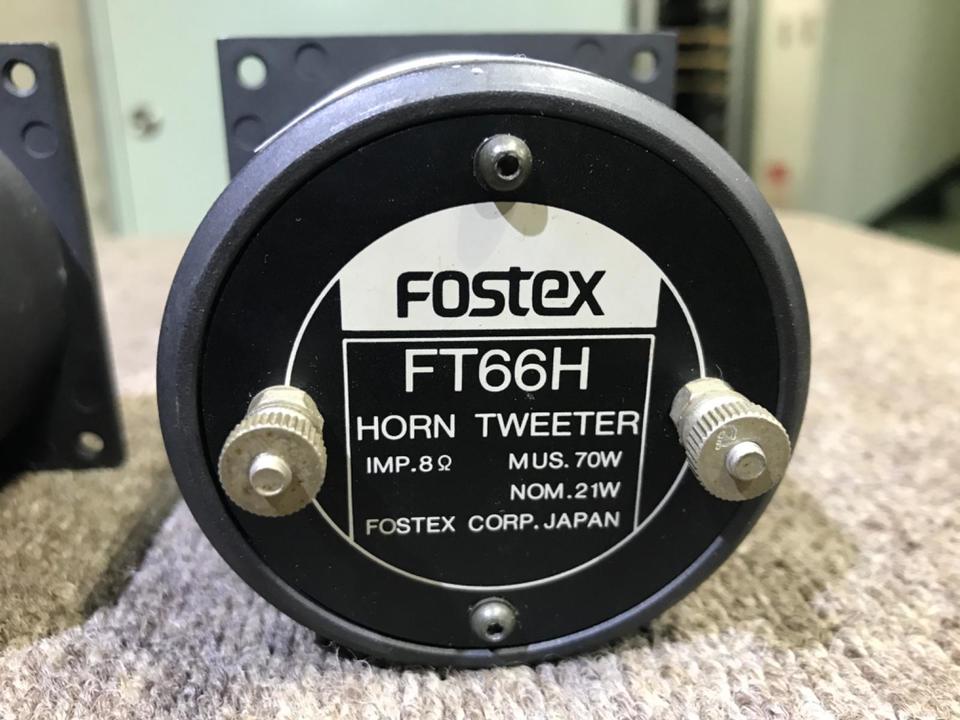 FOSTEX
FT66H
HORN TWEETER
IMP.8Ω MUS.70W
NOM.21W
FOSTEX CORP.JAPAN